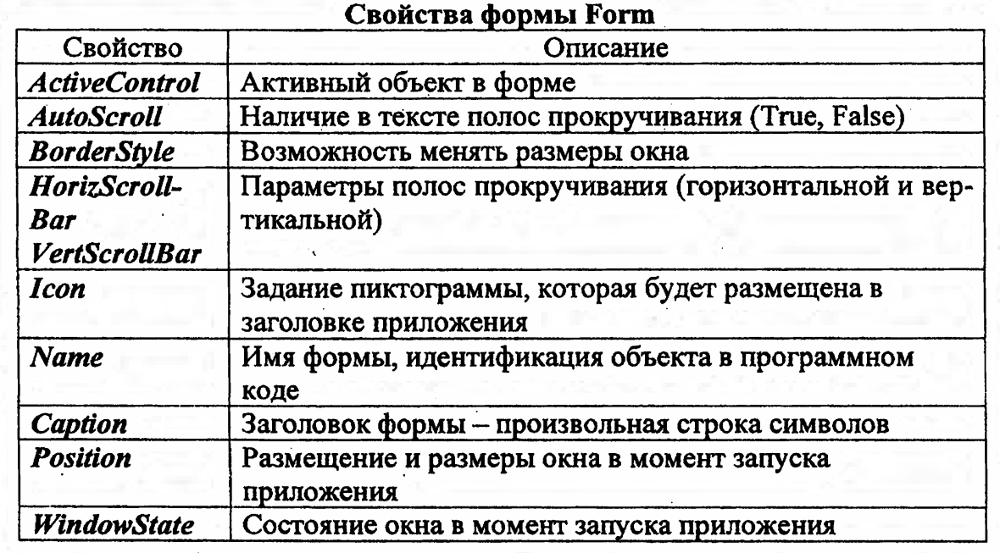 Свойства формы Form
Свойство Описание
ActiveControl Активный объект в форме
AutoScroll Наличие в тексте полос прокручивания (True, False)
BorderStyle Возможность менять размеры окна
HorizScroll- Параметры полос прокручивания (горизонтальной и вер-
Bar тикальной)
VertScrollBar
Icon Задание пиктограммы, которая будет размещена в
заголовке приложения
Name Имя формы, идентификация объекта в программном
коде
Caption Заголовок формы – произвольная строка символов
Position Размещение и размеры окна в момент запуска
приложения
WindowState Состояние окна в момент запуска приложения